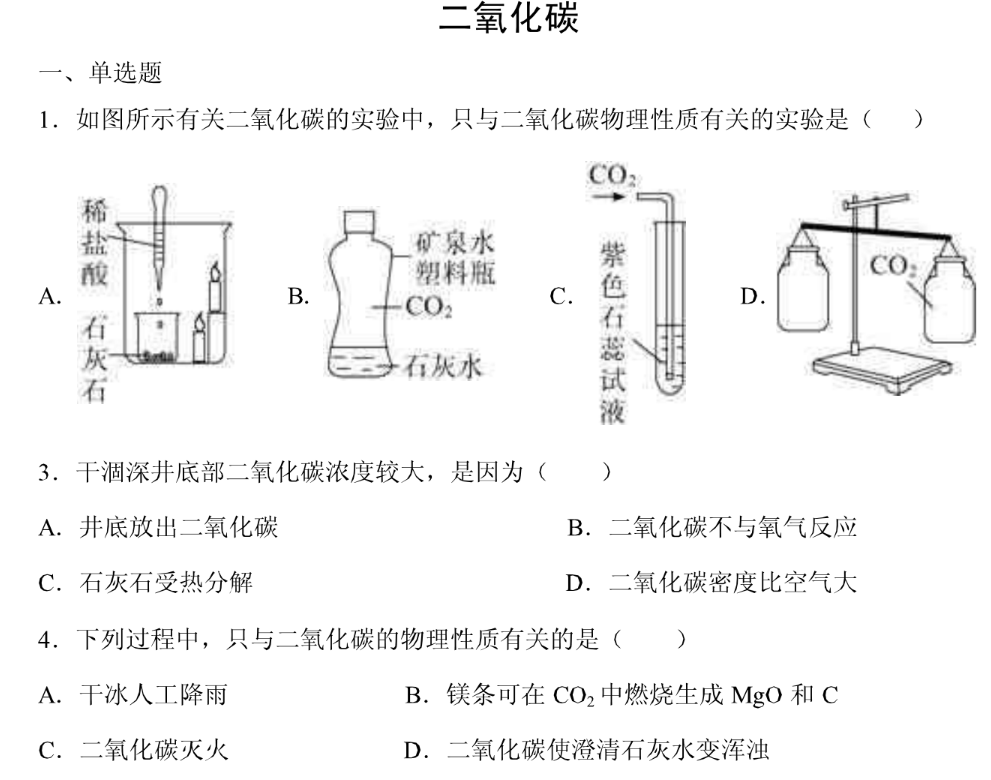 二氧化碳
一、单选题
1．如图所示有关二氧化碳的实验中，只与二氧化碳物理性质有关的实验是（ ）
A.
稀盐酸
石灰石
B.
矿泉水
塑料瓶
CO₂
石灰水
C．
CO₂
紫色石蕊试液
D．
CO₂
3．干涸深井底部二氧化碳浓度较大，是因为（ ）
A．井底放出二氧化碳 B．二氧化碳不与氧气反应
C．石灰石受热分解 D．二氧化碳密度比空气大
4．下列过程中，只与二氧化碳的物理性质有关的是（ ）
A．干冰人工降雨 B．镁条可在 CO₂ 中燃烧生成 MgO 和 C
C．二氧化碳灭火 D．二氧化碳使澄清石灰水变浑浊